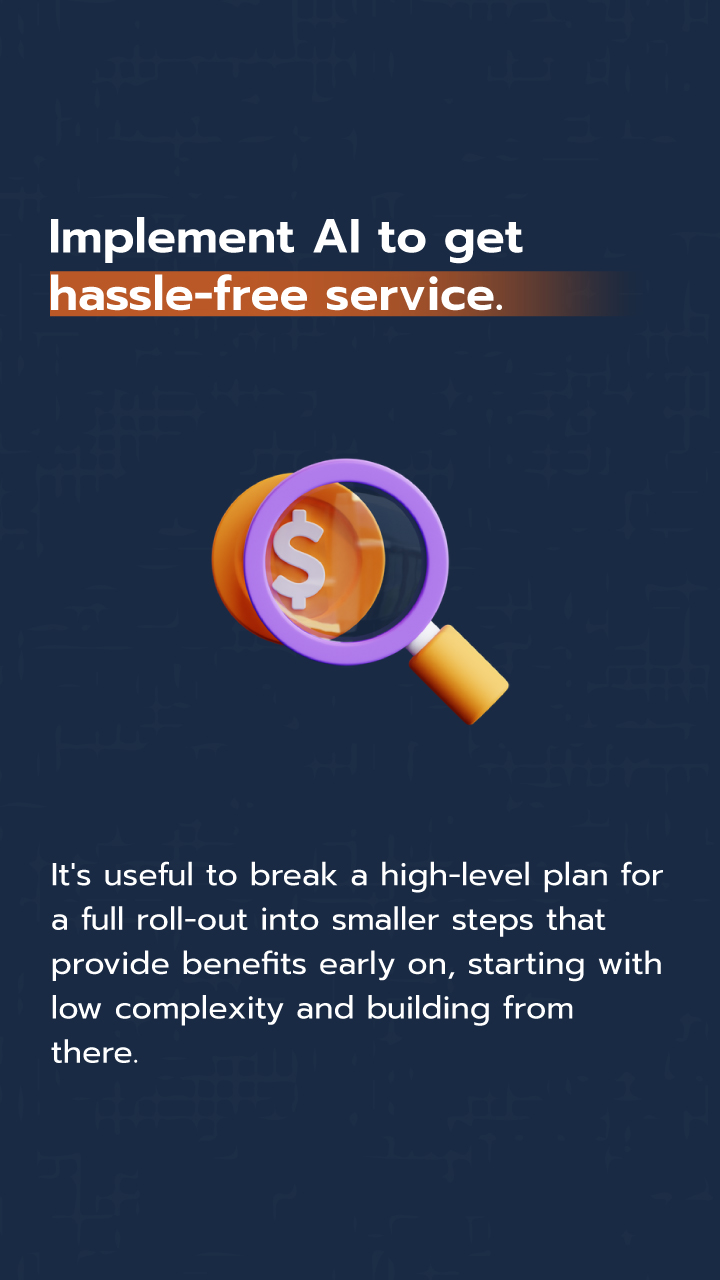 Implement AI to get
hassle-free service.
$
It's useful to break a high-level plan for
a full roll-out into smaller steps that
provide benefits early on, starting with
low complexity and building from
there.